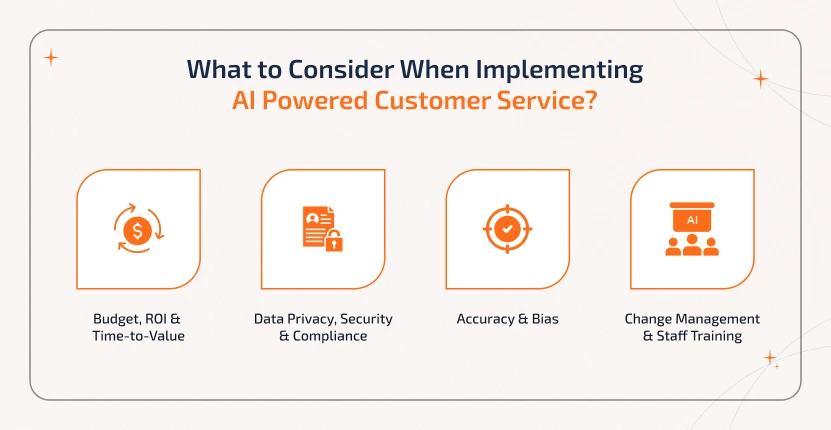 What to Consider When Implementing
AI Powered Customer Service?
$
AI
Budget, ROI &
Time-to-Value
Data Privacy, Security
& Compliance
Accuracy & Bias
Change Management
& Staff Training